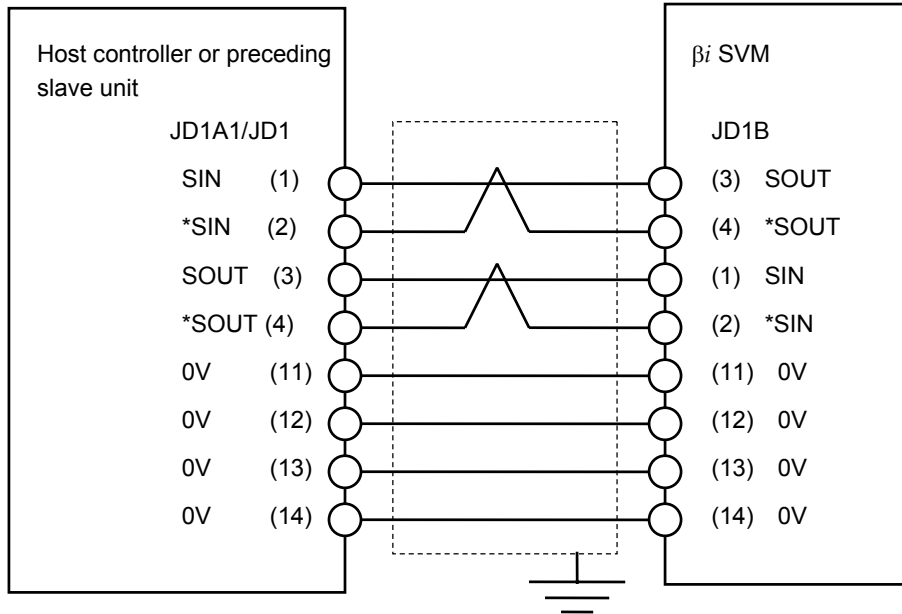 Host controller or preceding
slave unit
JD1A1/JD1
SIN (1)
*SIN (2)
SOUT (3)
*SOUT (4)
0V (11)
0V (12)
0V (13)
0V (14)
βi SVM
JD1B
(3) SOUT
(4) *SOUT
(1) SIN
(2) *SIN
(11) 0V
(12) 0V
(13) 0V
(14) 0V